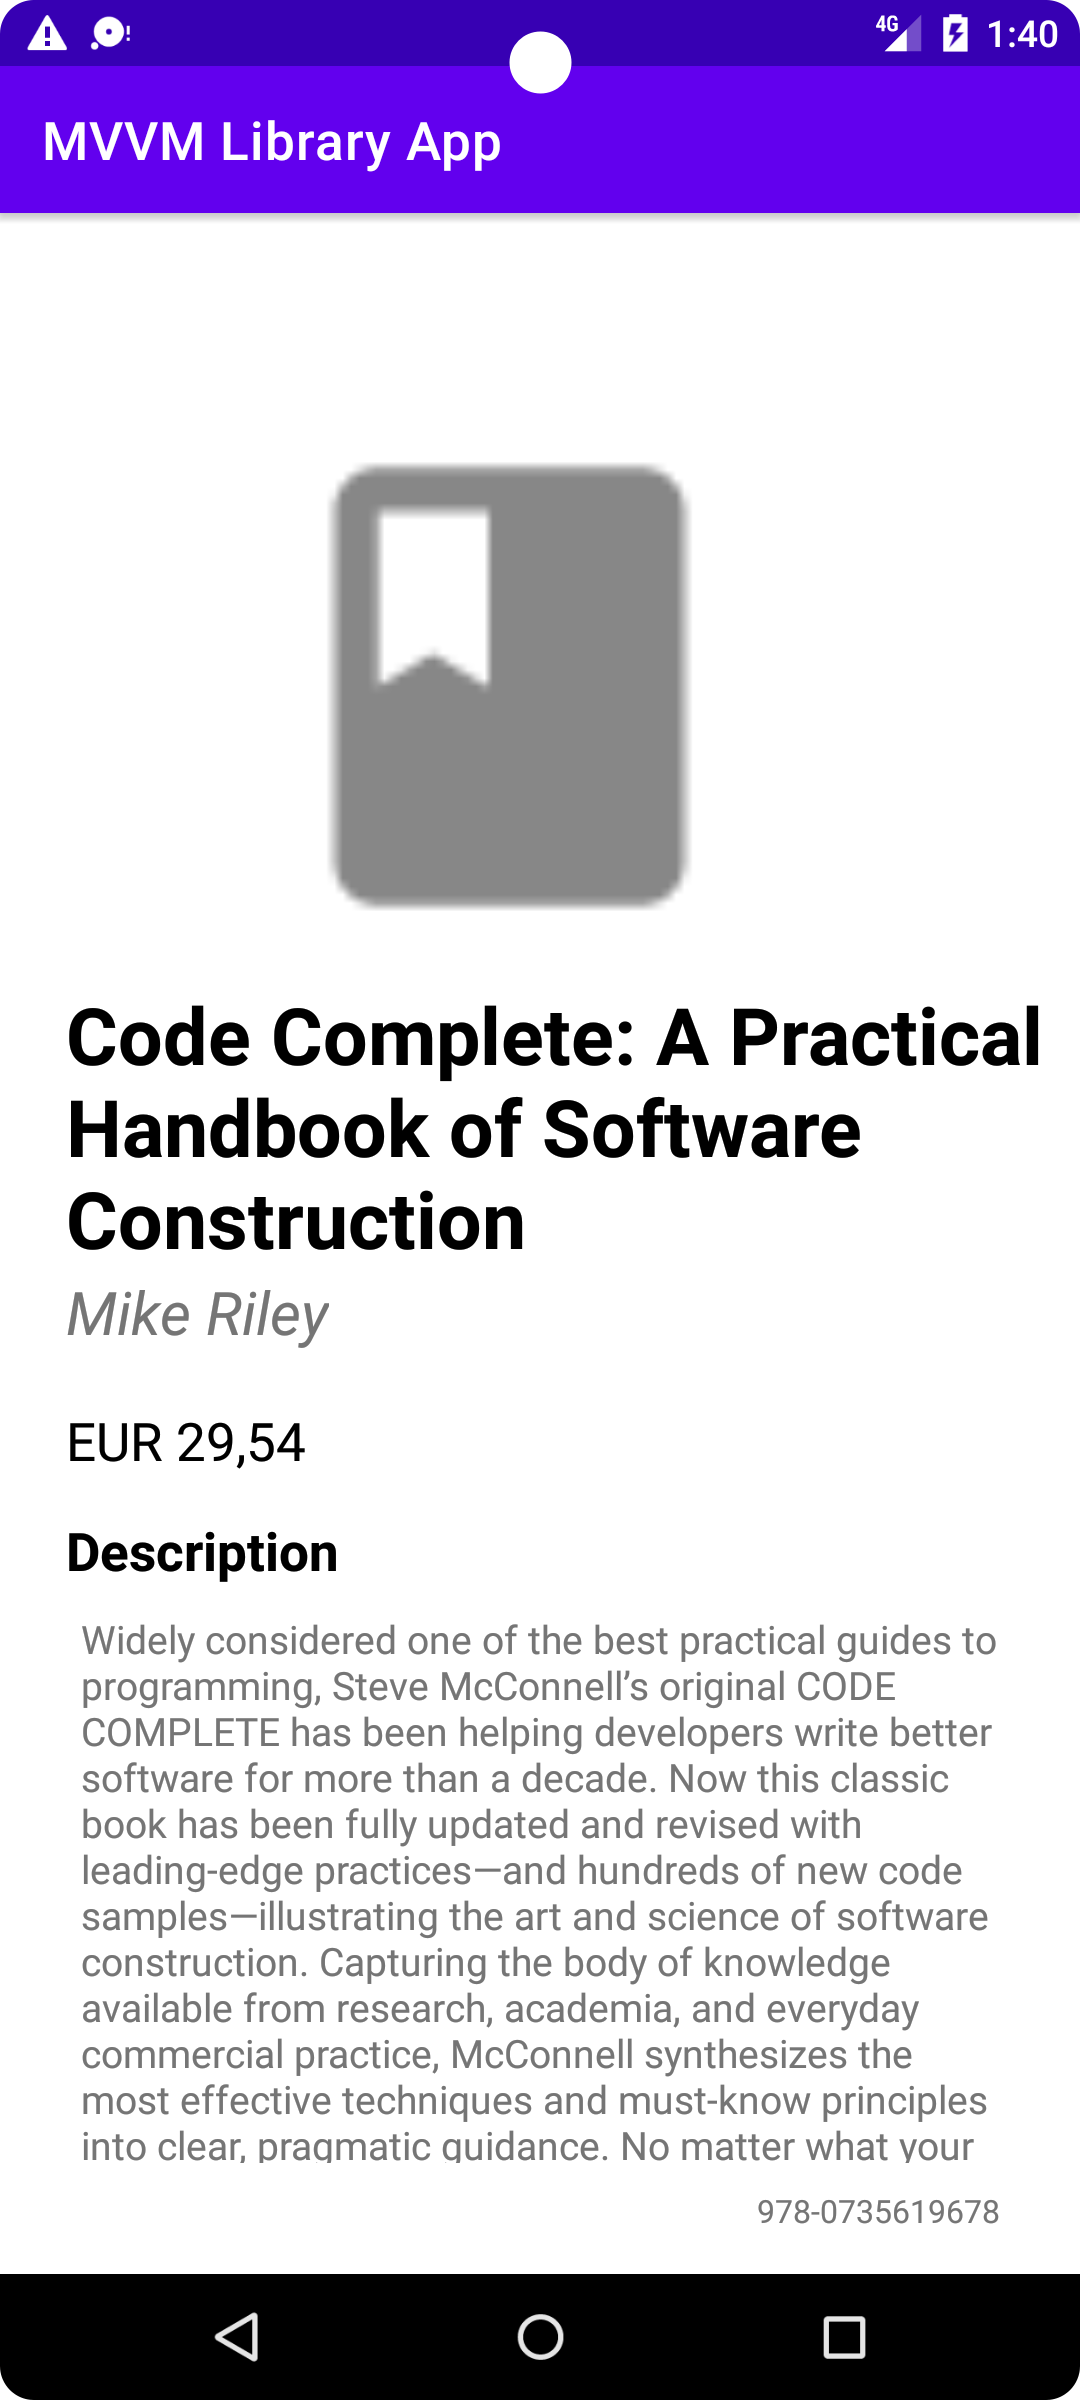 4G 1:40
MVVM Library App
Code Complete: A Practical
Handbook of Software
Construction
Mike Riley
EUR 29,54
Description
Widely considered one of the best practical guides to
programming, Steve McConnell’s original CODE
COMPLETE has been helping developers write better
software for more than a decade. Now this classic
book has been fully updated and revised with
leading-edge practices—and hundreds of new code
samples—illustrating the art and science of software
construction. Capturing the body of knowledge
available from research, academia, and everyday
commercial practice, McConnell synthesizes the
most effective techniques and must-know principles
into clear, pragmatic guidance. No matter what your
978-0735619678